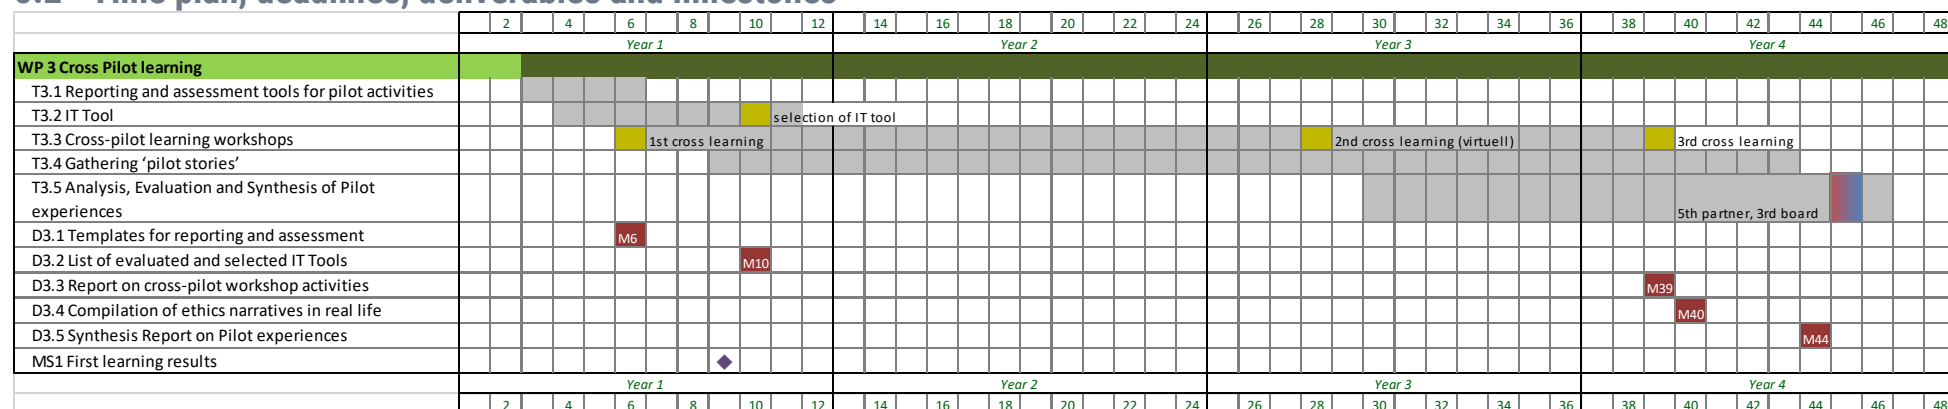 2 4 6 8 10 12 14 16 18 20 22 24 26 28 30 32 34 36 38 40 42 44 46 48
Year 1 Year 2 Year 3 Year 4
WP 3 Cross Pilot learning
T3.1 Reporting and assessment tools for pilot activities
T3.2 IT Tool selection of IT tool
T3.3 Cross-pilot learning workshops 1st cross learning 2nd cross learning (virtuell) 3rd cross learning
T3.4 Gathering ‘pilot stories’
T3.5 Analysis, Evaluation and Synthesis of Pilot
experiences 5th partner, 3rd board
D3.1 Templates for reporting and assessment M6
D3.2 List of evaluated and selected IT Tools M10
D3.3 Report on cross-pilot workshop activities M39
D3.4 Compilation of ethics narratives in real life M40
D3.5 Synthesis Report on Pilot experiences M44
MS1 First learning results
Year 1 Year 2 Year 3 Year 4
2 4 6 8 10 12 14 16 18 20 22 24 26 28 30 32 34 36 38 40 42 44 46 48